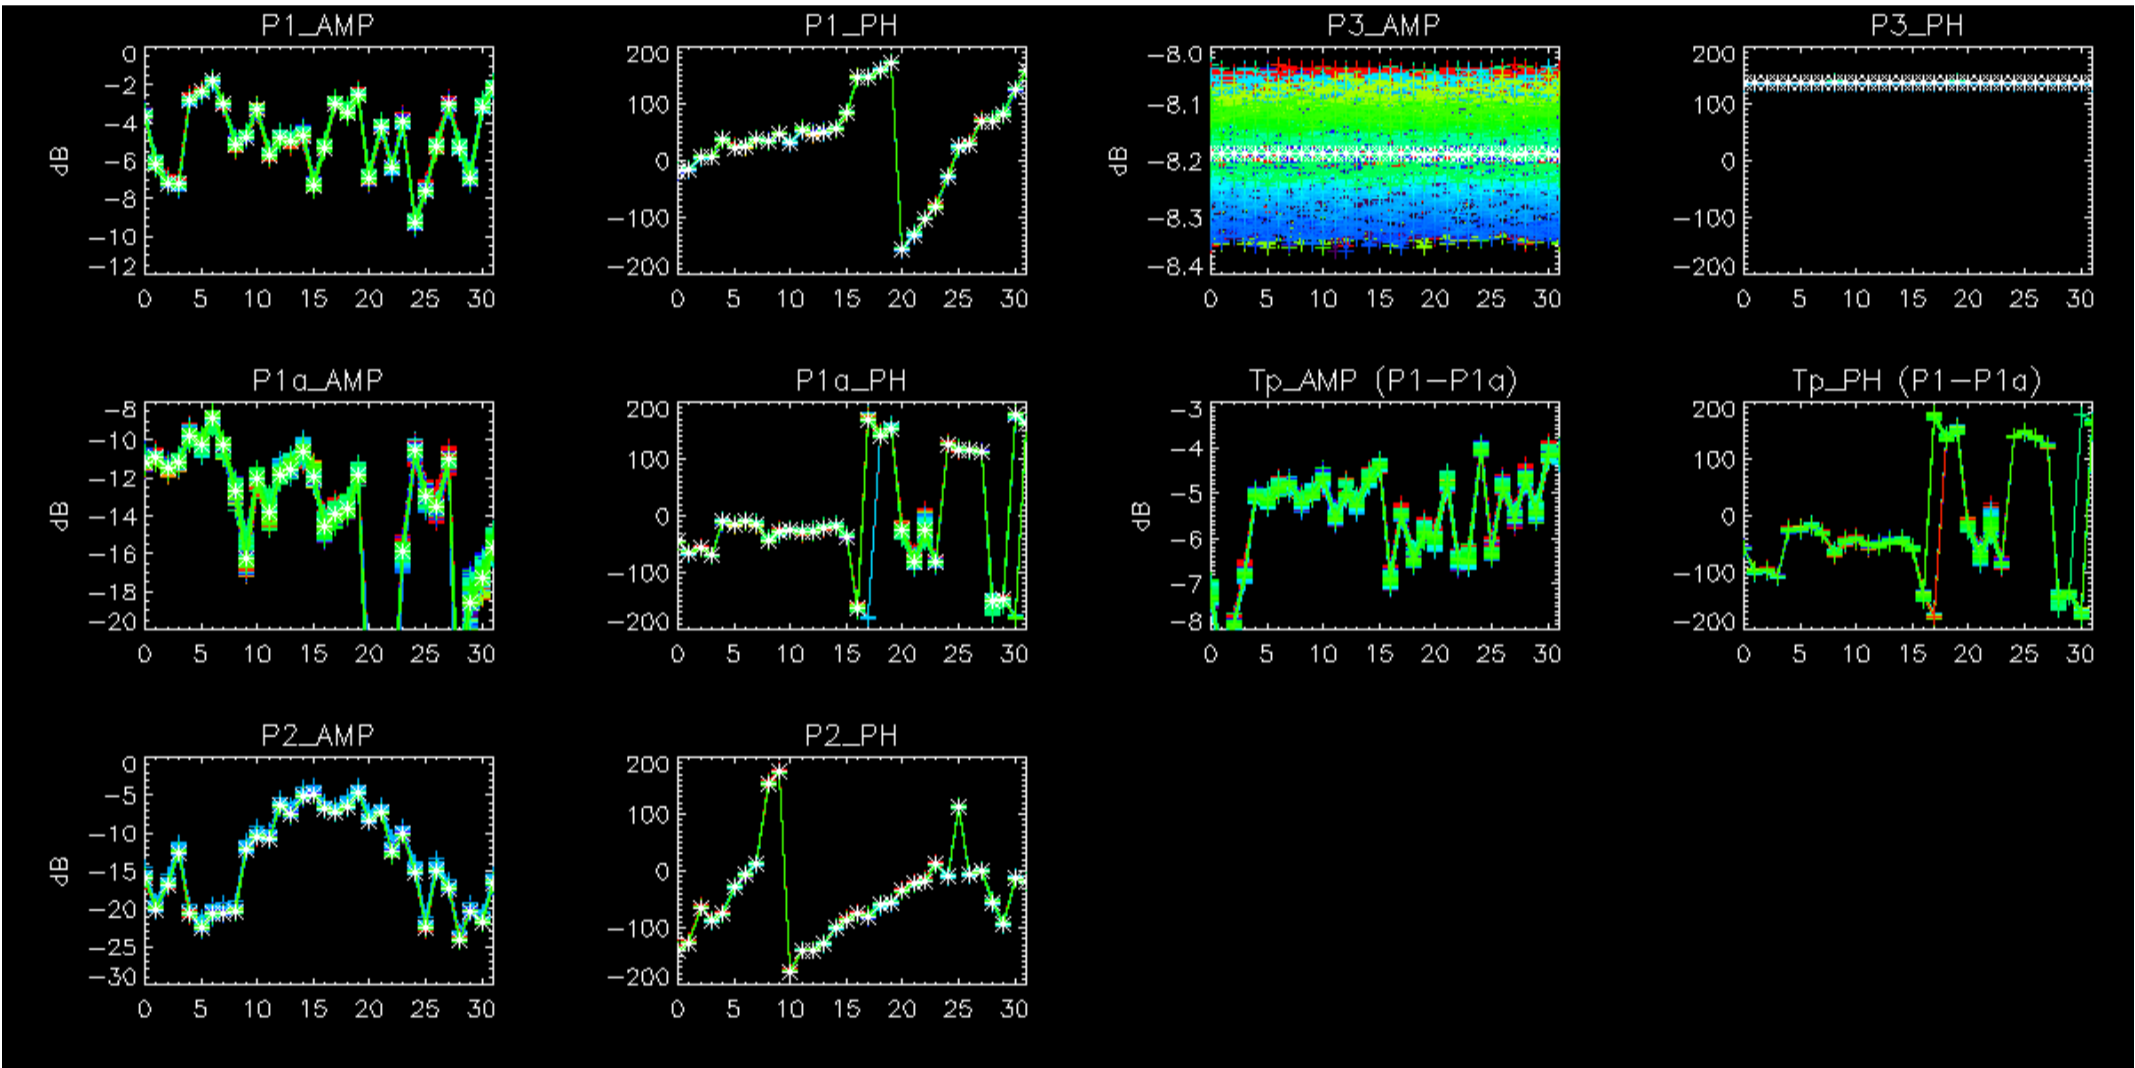 P1_AMP
P1_PH
P3_AMP
P3_PH
0
-2
-4
-6
-8
-10
-12
dB
0 5 10 15 20 25 30
200
100
0
-100
-200
0 5 10 15 20 25 30
-8.0
-8.1
-8.2
-8.3
-8.4
dB
0 5 10 15 20 25 30
200
100
0
-100
-200
0 5 10 15 20 25 30
P1a_AMP
P1a_PH
Tp_AMP (P1-P1a)
Tp_PH (P1-P1a)
-8
-10
-12
-14
-16
-18
-20
dB
0 5 10 15 20 25 30
200
100
0
-100
-200
0 5 10 15 20 25 30
-3
-4
-5
-6
-7
-8
dB
0 5 10 15 20 25 30
200
100
0
-100
-200
0 5 10 15 20 25 30
P2_AMP
P2_PH
0
-5
-10
-15
-20
-25
-30
dB
0 5 10 15 20 25 30
200
100
0
-100
-200
0 5 10 15 20 25 30